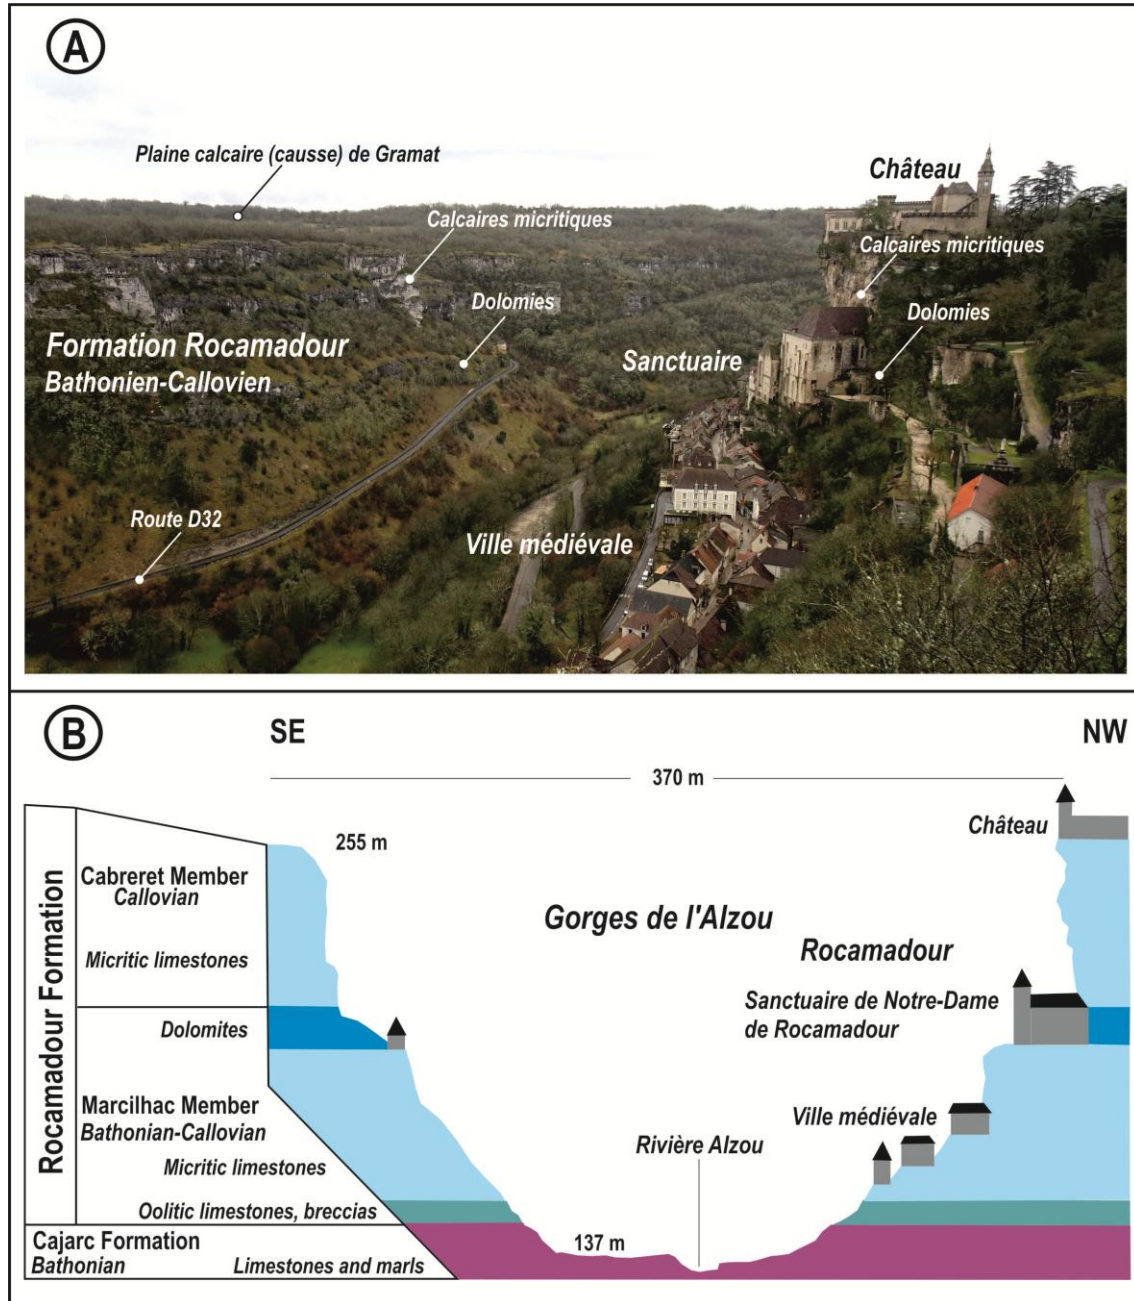 A
Plaine calcaire (causse) de Gramat
Château
Calcaires micritiques
Calcaires micritiques
Dolomies
Dolomies
Formation Rocamadour
Bathonien-Callovien
Sanctuaire
Route D32
Ville médiévale
B
SE
NW
370 m
Château
255 m
Rocamadour Formation
Cabreret Member
Callovian
Micritic limestones
Gorges de l'Alzou
Rocamadour
Sanctuaire de Notre-Dame
de Rocamadour
Dolomites
Marcilhac Member
Bathonian-Callovian
Micritic limestones
Oolitic limestones, breccias
Ville médiévale
Rivière Alzou
Cajarc Formation
Bathonian
Limestones and marls
137 m